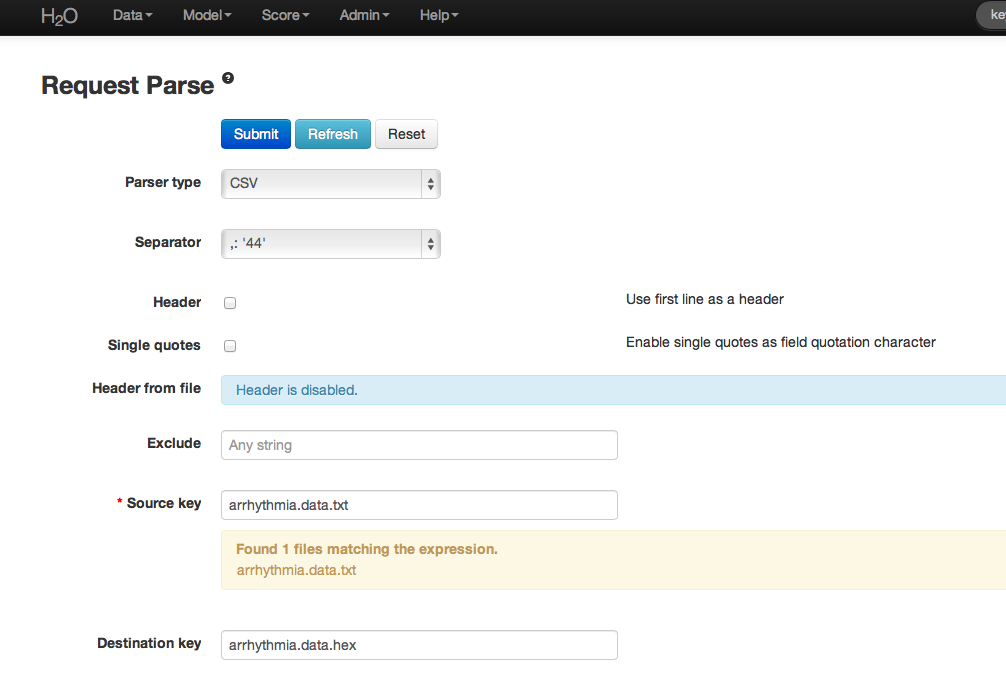 H2O Data Model Score Admin Help ke
Request Parse ?
Submit Refresh Reset
Parser type CSV
Separator ,: '44'
Header Use first line as a header
Single quotes Enable single quotes as field quotation character
Header from file Header is disabled.
Exclude Any string
* Source key arrhythmia.data.txt
Found 1 files matching the expression.
arrhythmia.data.txt
Destination key arrhythmia.data.hex